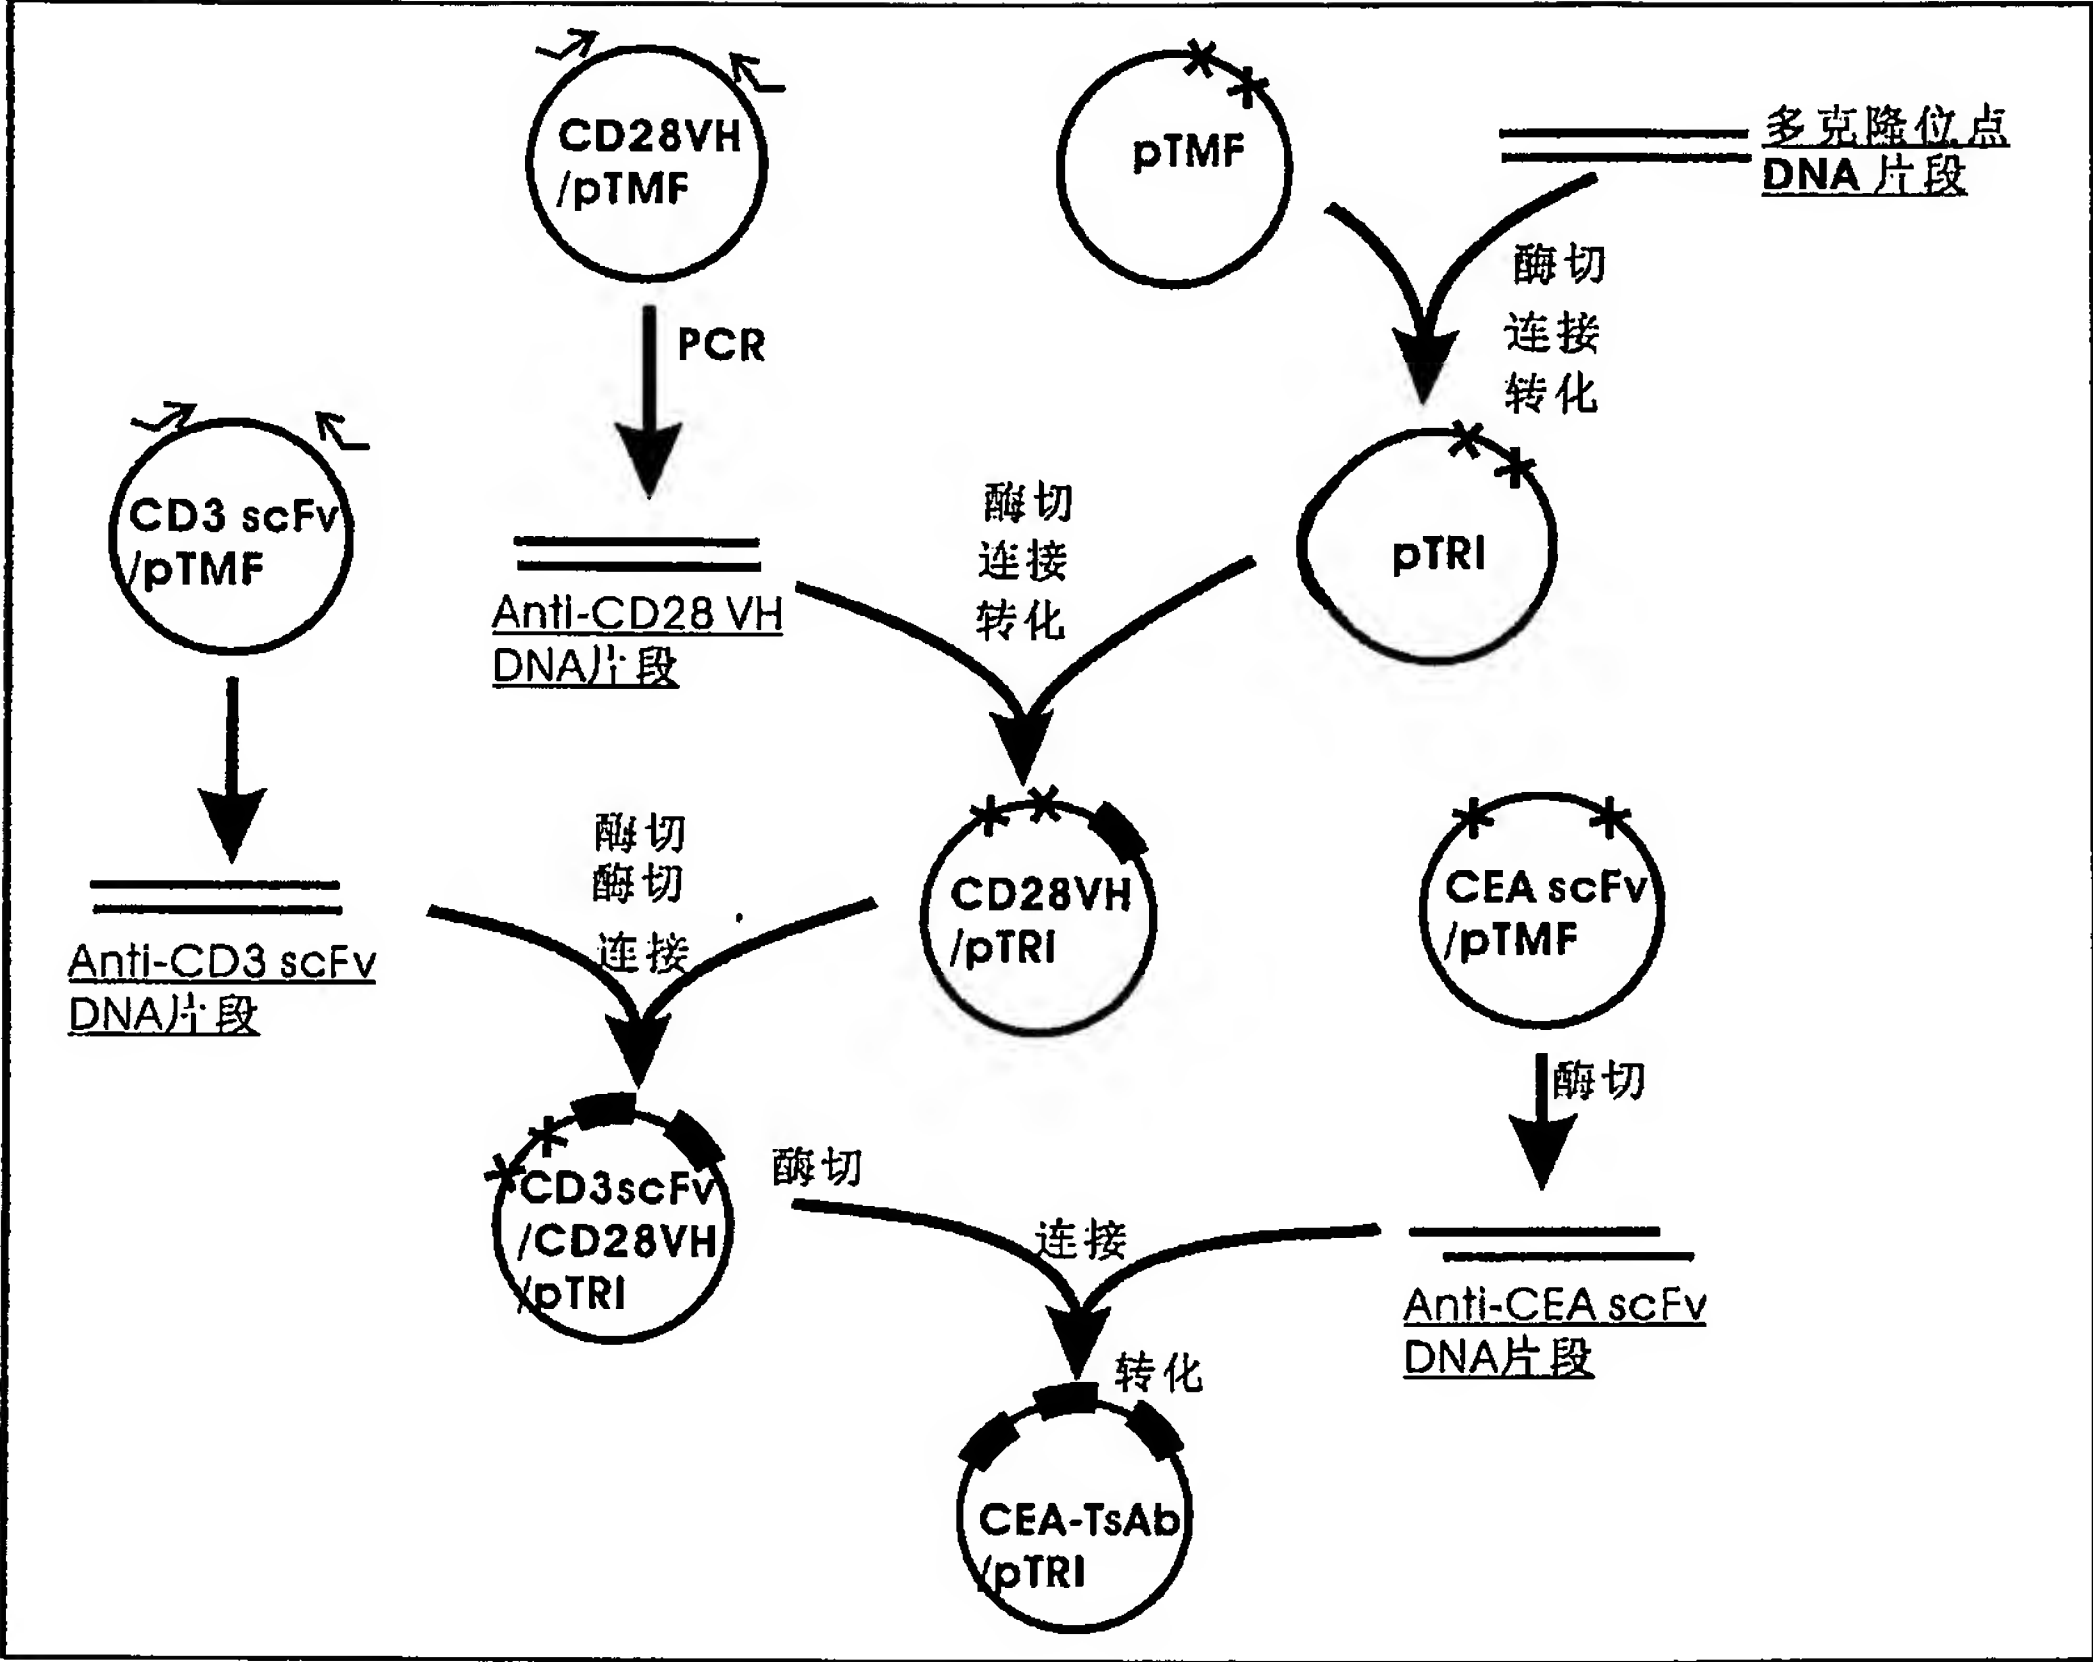 CD28VH
/pTMF
pTMF
多克隆位点
DNA 片段
酶切
连接
转化
PCR
CD3 scFv
/pTMF
Anti-CD28 VH
DNA片段
酶切
连接
转化
pTRI
Anti-CD3 scFv
DNA片段
酶切
酶切
连接
CD28VH
/pTRI
CEA scFv
/pTMF
酶切
CD3scFv
/CD28VH
/pTRI
酶切
连接
转化
Anti-CEA scFv
DNA片段
CEA-TsAb
/pTRI